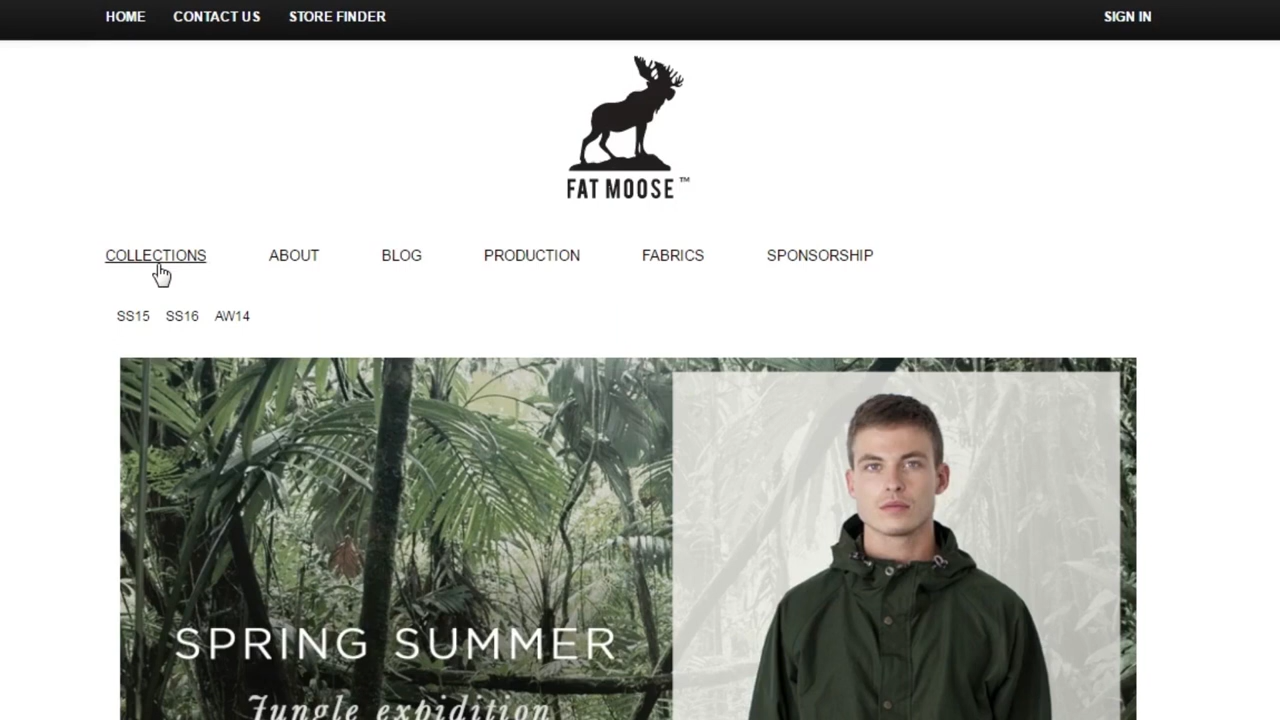 HOME CONTACT US STORE FINDER SIGN IN
FAT MOOSE ™
COLLECTIONS ABOUT BLOG PRODUCTION FABRICS SPONSORSHIP
SS15 SS16 AW14
SPRING SUMMER
Jungle expidition